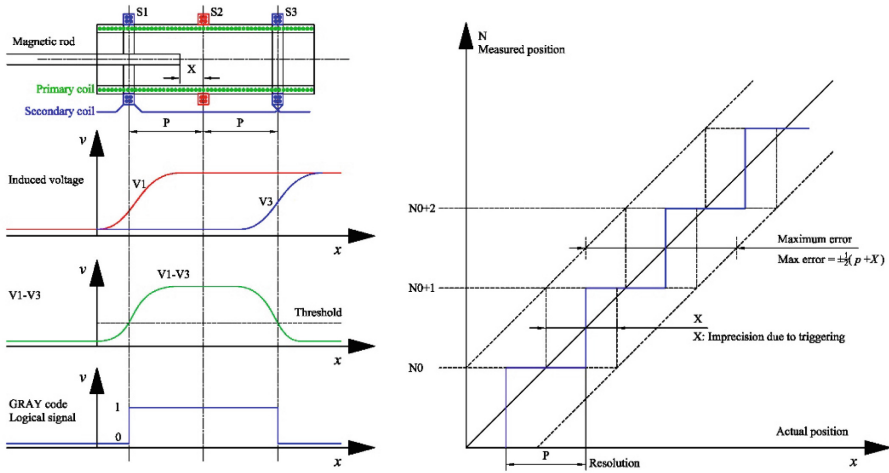 S1
S2
S3
Magnetic rod
X
Primary coil
Secondary coil
P
P
v
Induced voltage
V1
V3
x
v
V1-V3
V1-V3
Threshold
x
v
GRAY code
Logical signal
1
0
x
N
Measured position
N0+2
Maximum error
Max error = ±½(p+X)
N0+1
X
X: Imprecision due to triggering
N0
Actual position
P
Resolution
x